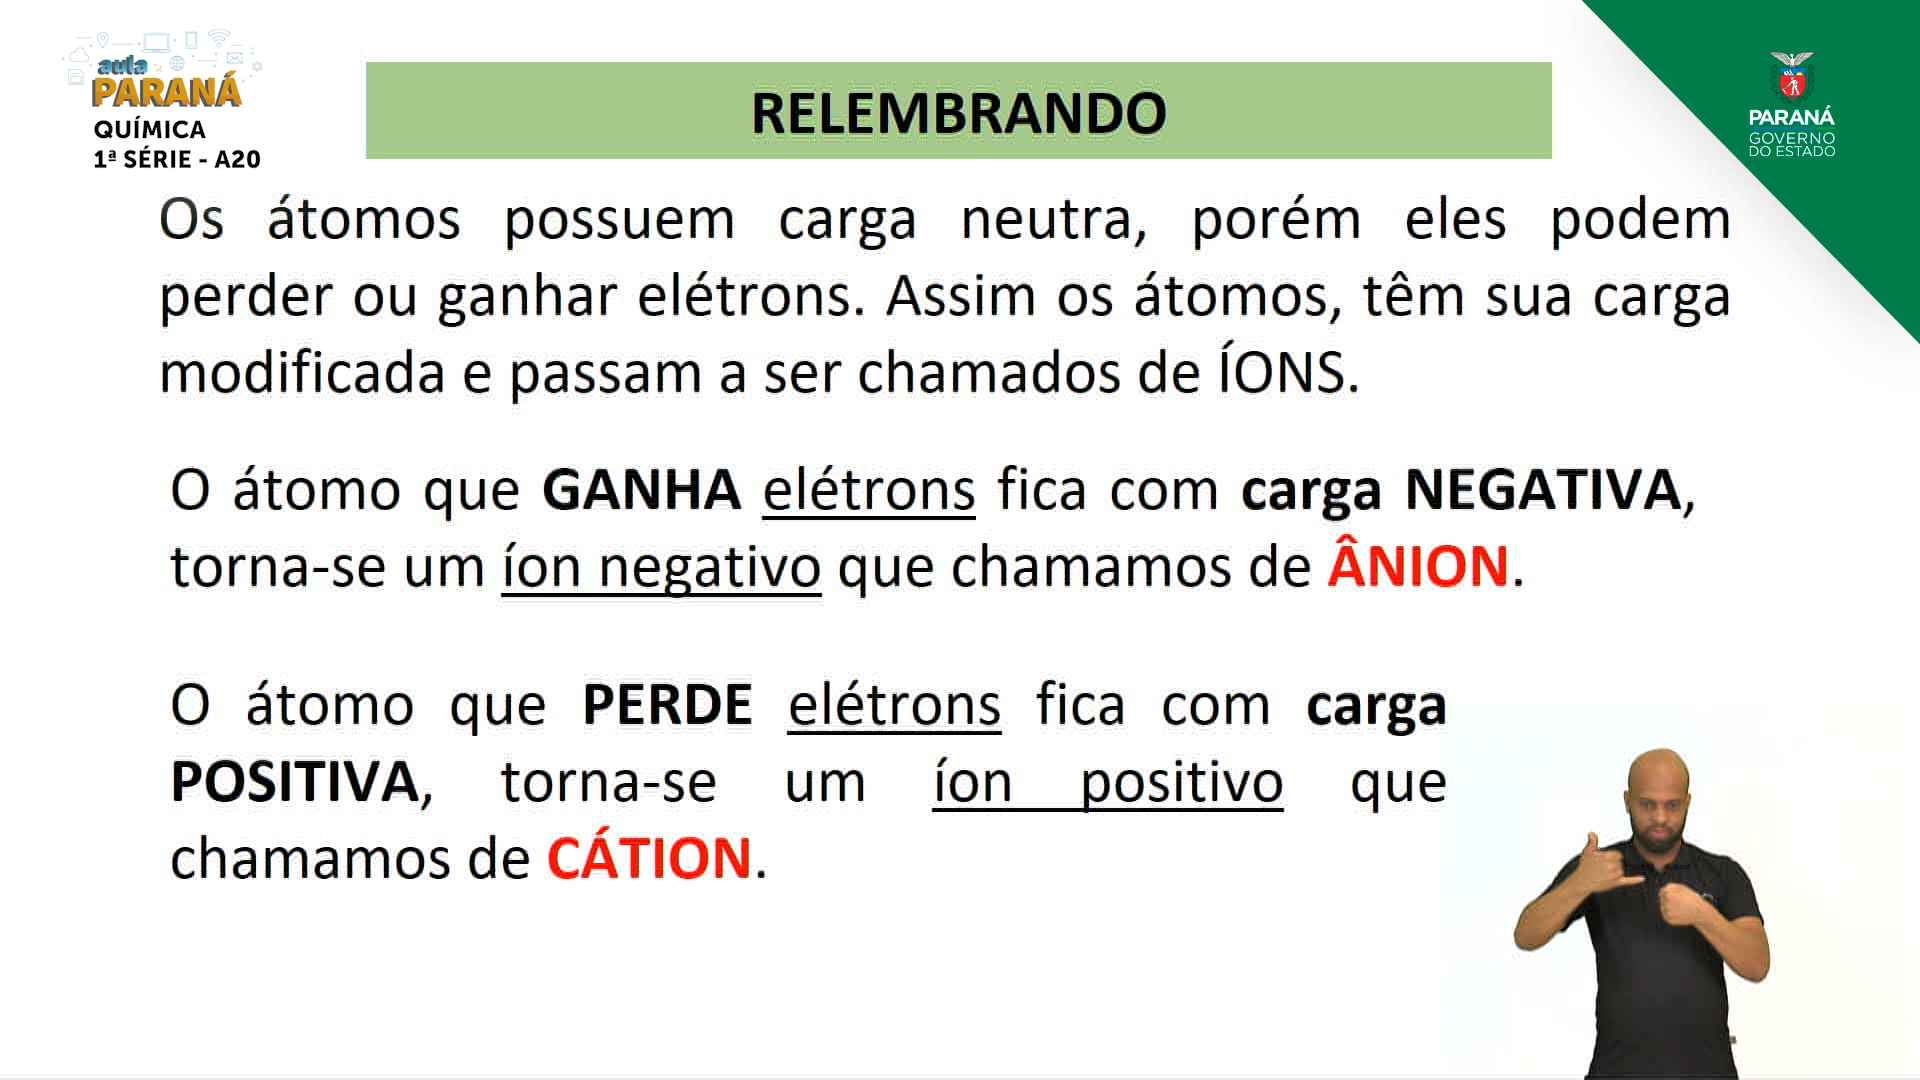 aula
PARANÁ
QUÍMICA
1ª SÉRIE - A20
RELEMBRANDO
PARANÁ
GOVERNO
DO ESTADO
Os átomos possuem carga neutra, porém eles podem
perder ou ganhar elétrons. Assim os átomos, têm sua carga
modificada e passam a ser chamados de ÍONS.
O átomo que GANHA elétrons fica com carga NEGATIVA,
torna-se um íon negativo que chamamos de ÂNION.
O átomo que PERDE elétrons fica com carga
POSITIVA, torna-se um íon positivo que
chamamos de CÁTION.